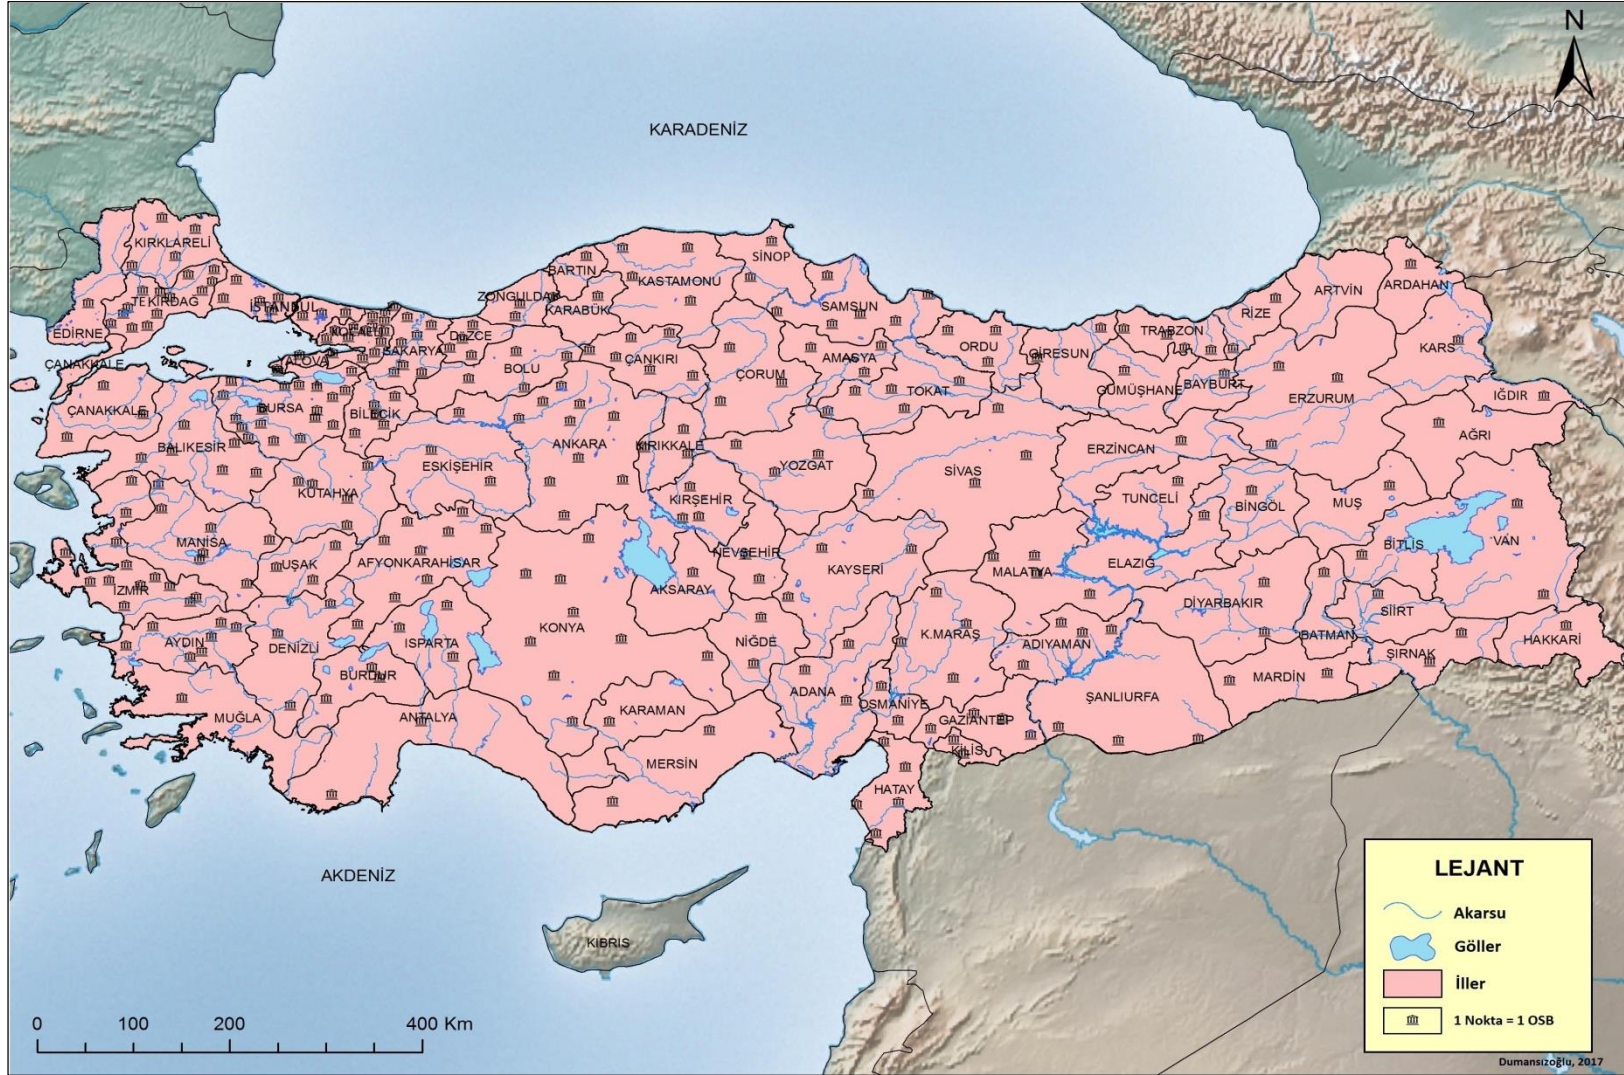 N
KARADENİZ
KIRKLARELİ
TEKİRDAĞ
EDİRNE
İSTANBUL
KOCAELİ
YALOVA
SAKARYA
DÜZCE
ZONGULDAK
BARTIN
KARABÜK
KASTAMONU
SİNOP
SAMSUN
ORDU
GİRESUN
TRABZON
RİZE
ARTVİN
ARDAHAN
KARS
IĞDIR
AĞRI
ERZURUM
BAYBURT
GÜMÜŞHANE
AMASYA
TOKAT
ÇORUM
ÇANKIRI
BOLU
BİLECİK
BURSA
ÇANAKKALE
ÇANAKKALE
BALIKESİR
KÜTAHYA
ESKİŞEHİR
ANKARA
KIRIKKALE
YOZGAT
SİVAS
ERZİNCAN
TUNCELİ
BİNGÖL
MUŞ
BİTLİS
VAN
KIRŞEHİR
NEVŞEHİR
KAYSERİ
MALATYA
ELAZIĞ
DİYARBAKIR
BATMAN
SİİRT
ŞIRNAK
HAKKARİ
MANİSA
UŞAK
AFYONKARAHİSAR
AKSARAY
İZMİR
AYDIN
DENİZLİ
ISPARTA
KONYA
NİĞDE
K.MARAŞ
ADIYAMAN
MARDİN
ŞANLIURFA
BURDUR
MUĞLA
ANTALYA
KARAMAN
MERSİN
ADANA
OSMANİYE
GAZİANTEP
KİLİS
HATAY
AKDENİZ
KIBRIS
LEJANT
Akarsu
Göller
İller
1 Nokta = 1 OSB
Dumansızoğlu, 2017
0 100 200 400 Km